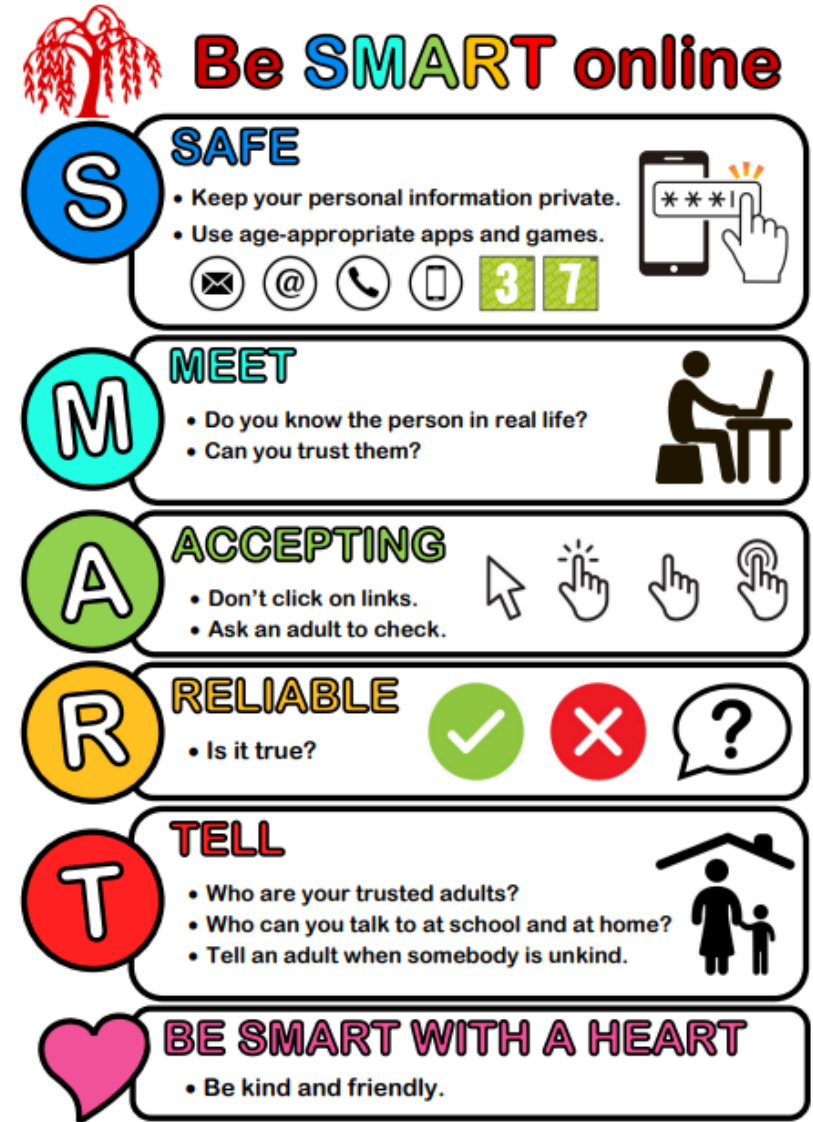 Be SMART online
S
SAFE
• Keep your personal information private.
• Use age-appropriate apps and games.
***|
@
3 7
M
MEET
• Do you know the person in real life?
• Can you trust them?
A
ACCEPTING
• Don't click on links.
• Ask an adult to check.
R
RELIABLE
• Is it true?
?
T
TELL
• Who are your trusted adults?
• Who can you talk to at school and at home?
• Tell an adult when somebody is unkind.
BE SMART WITH A HEART
• Be kind and friendly.